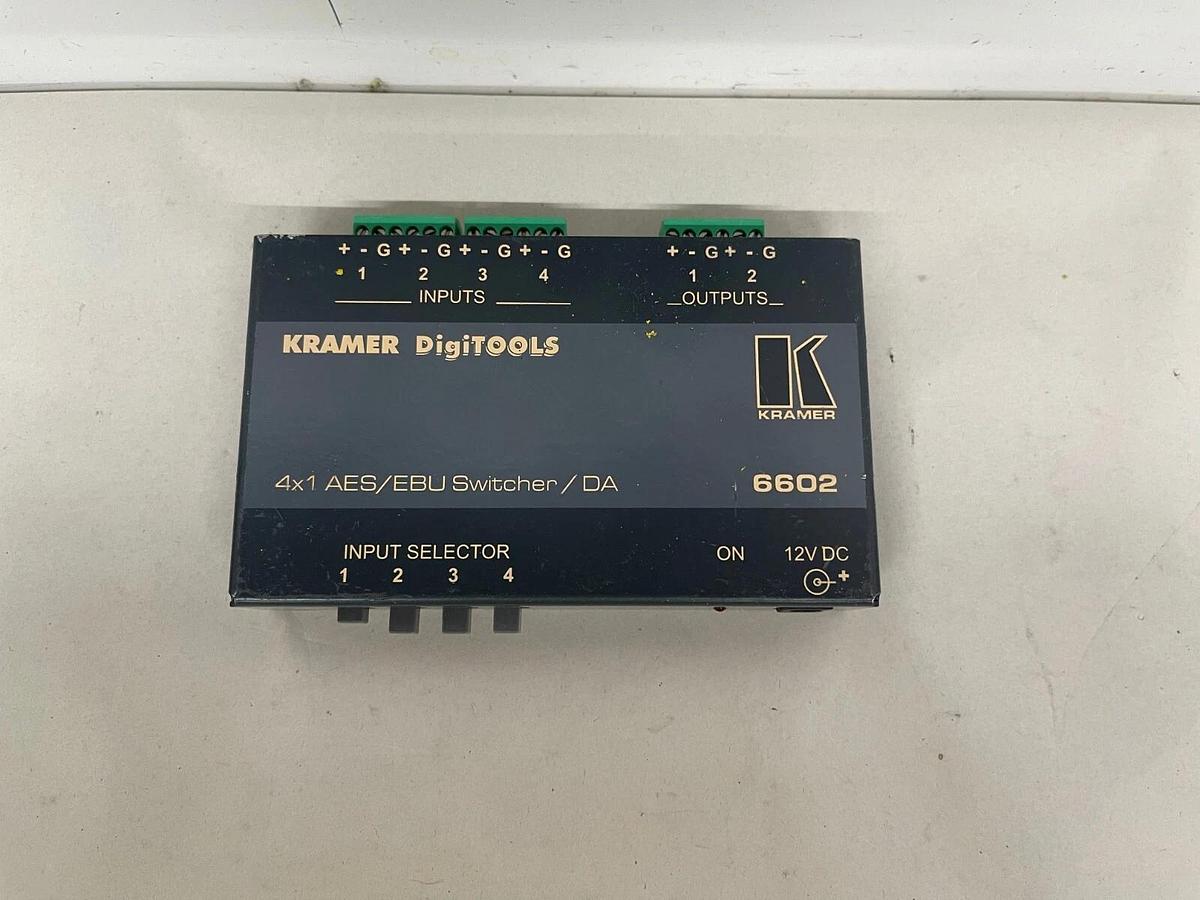 + - G + - G + - G + - G
1 2 3 4
INPUTS
+ - G + - G
1 2
OUTPUTS
KRAMER DigiTOOLS
K
KRAMER
4x1 AES/EBU Switcher / DA
6602
INPUT SELECTOR
1 2 3 4
ON
12V DC
+